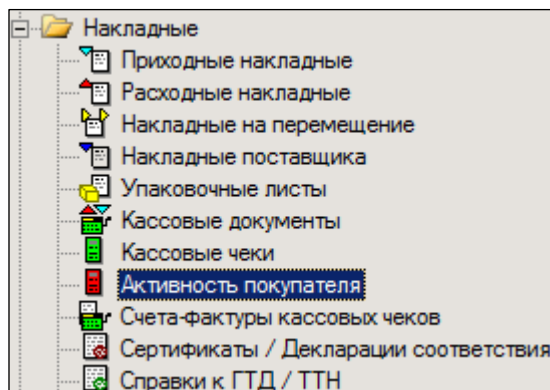 Накладные
Приходные накладные
Расходные накладные
Накладные на перемещение
Накладные поставщика
Упаковочные листы
Кассовые документы
Кассовые чеки
Активность покупателя
Счета-фактуры кассовых чеков
Сертификаты / Декларации соответствия
Справки к ГТД / ТТН